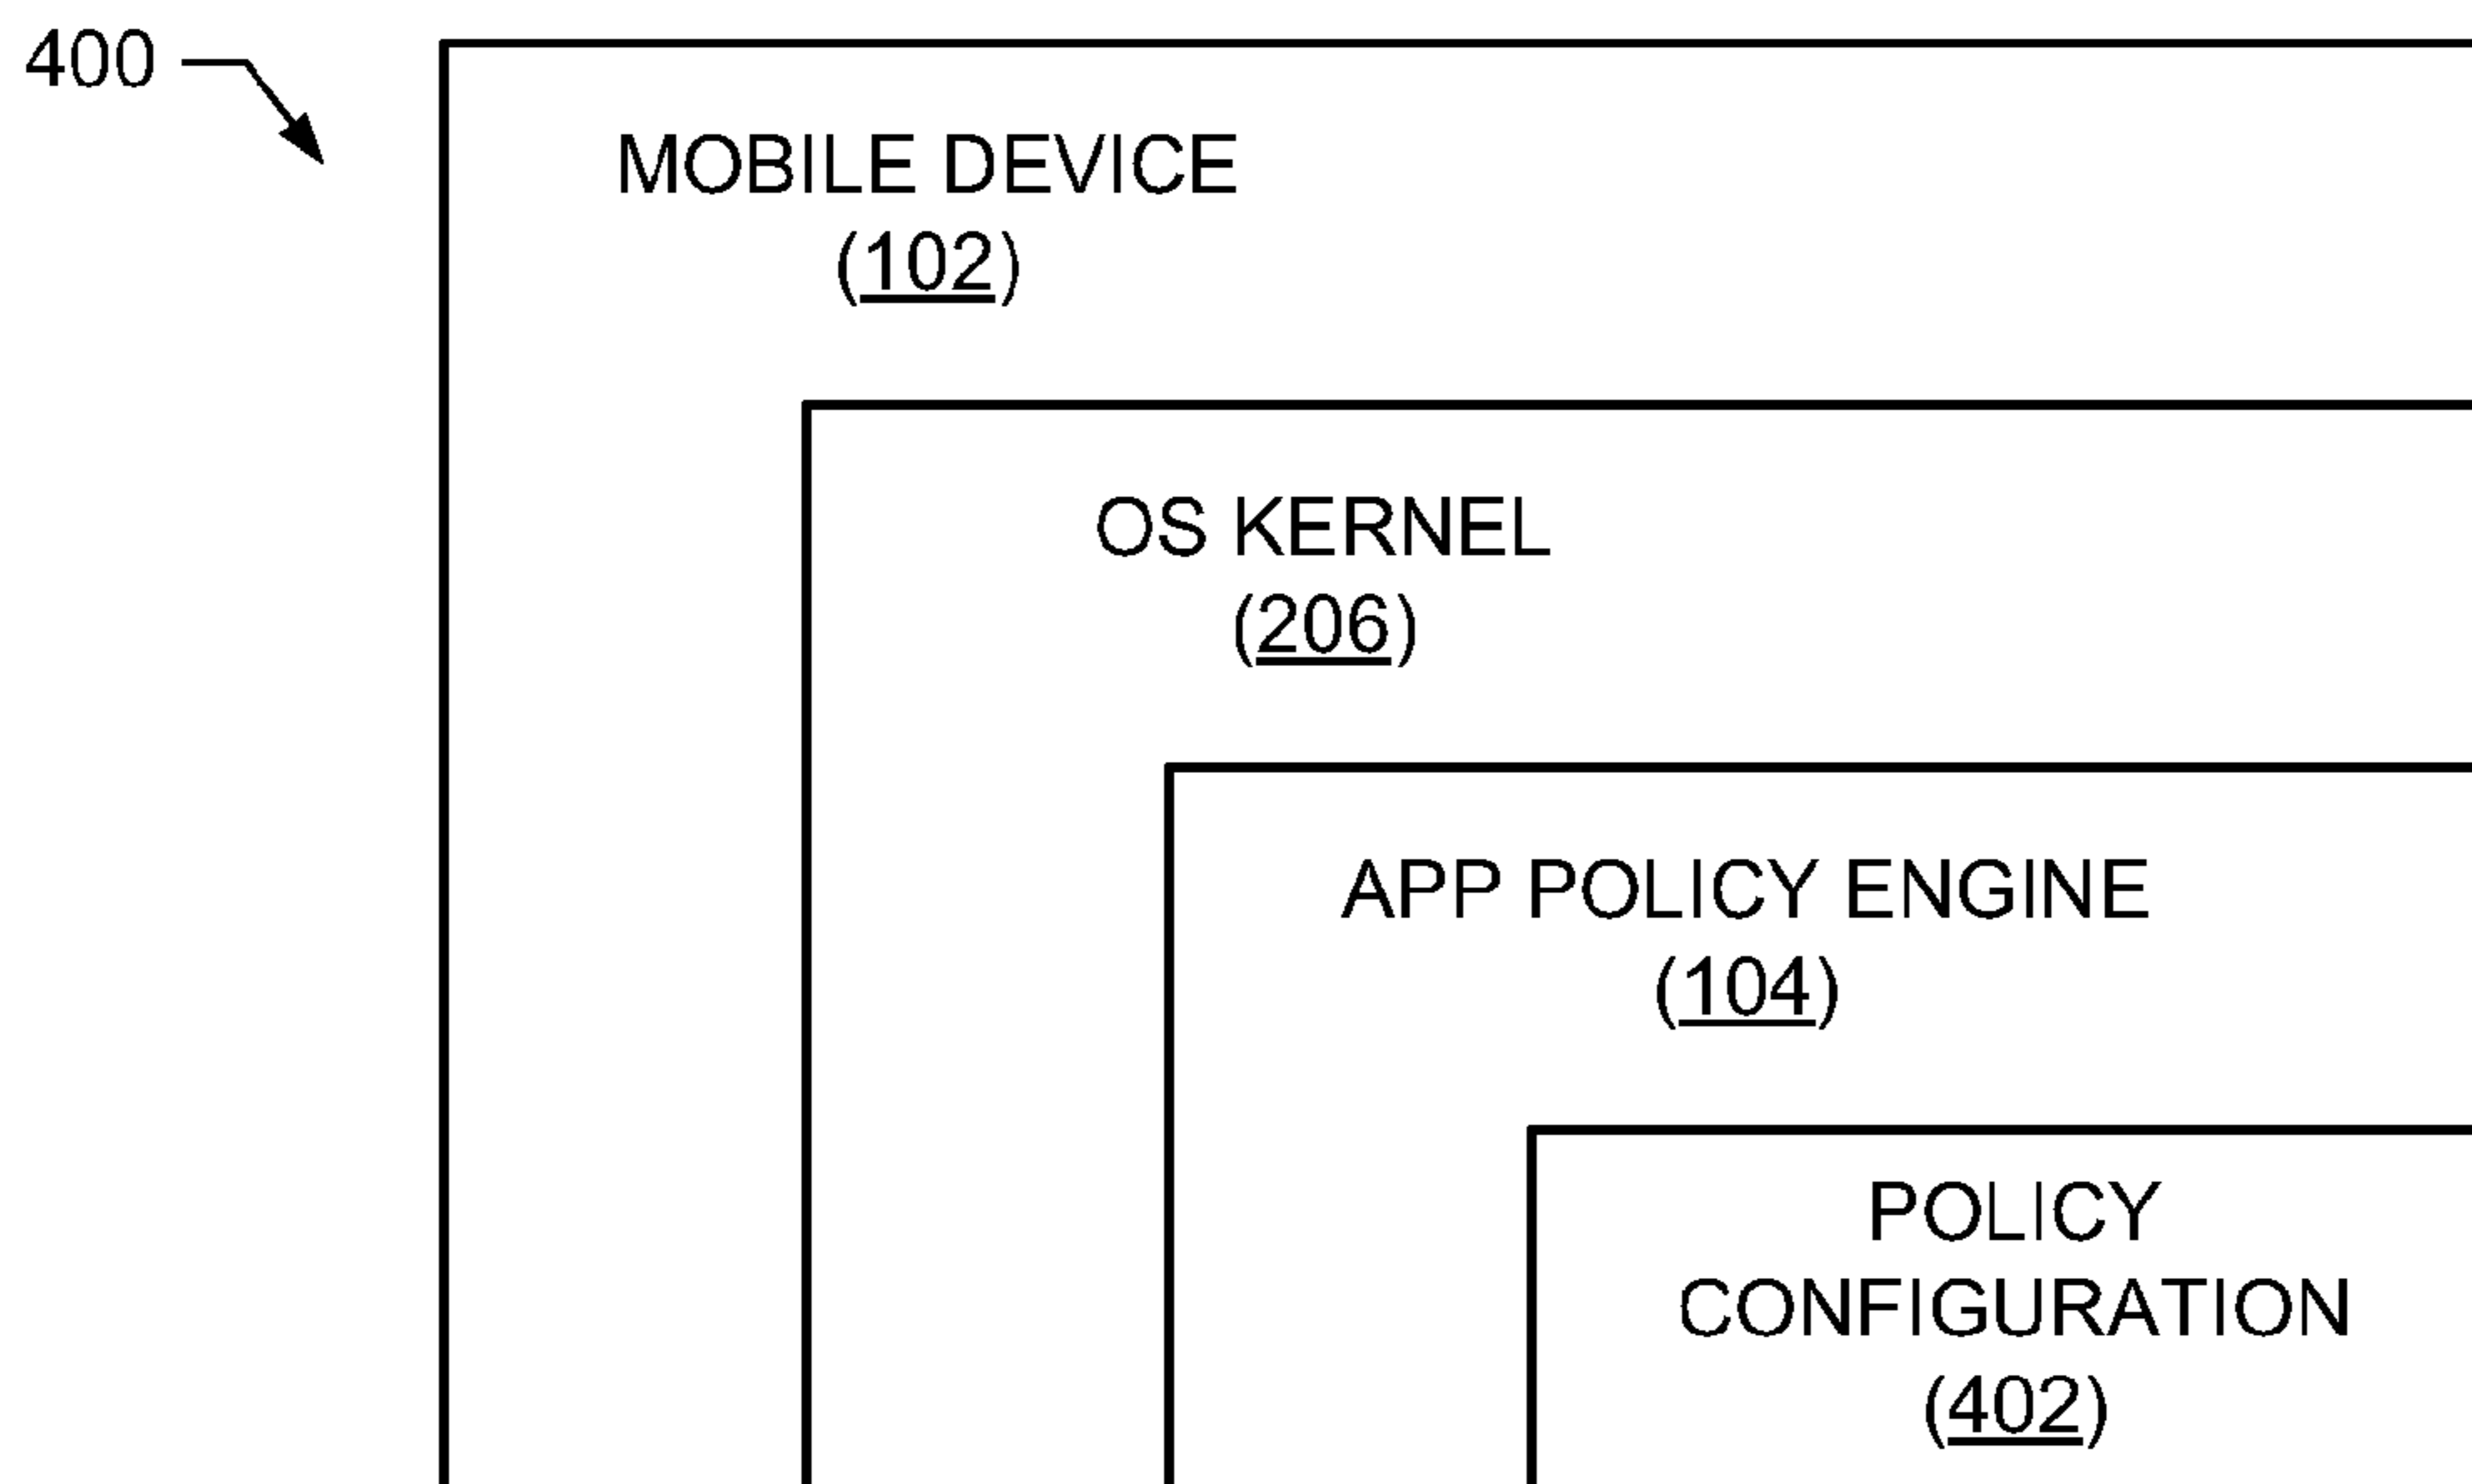 400
MOBILE DEVICE
(102)
OS KERNEL
(206)
APP POLICY ENGINE
(104)
POLICY
CONFIGURATION
(402)